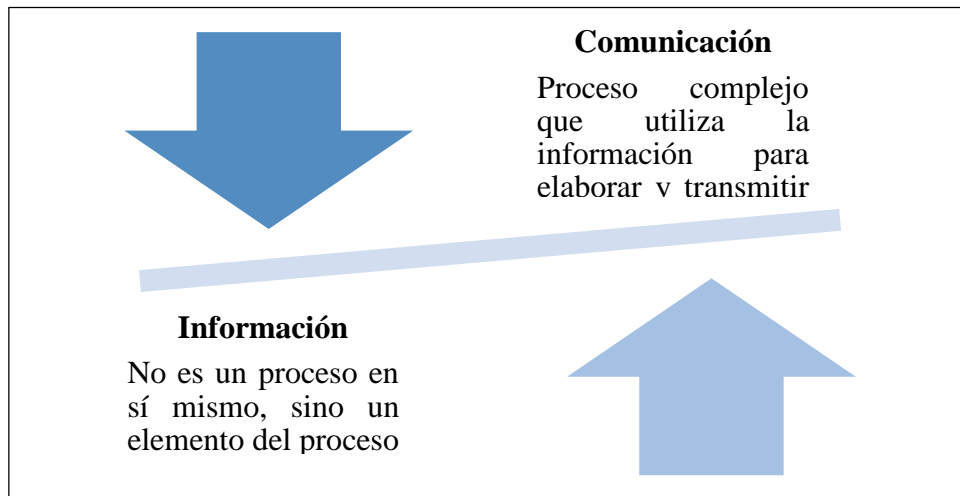 Comunicación
Proceso complejo
que utiliza la
información para
elaborar y transmitir
Información
No es un proceso en
sí mismo, sino un
elemento del proceso